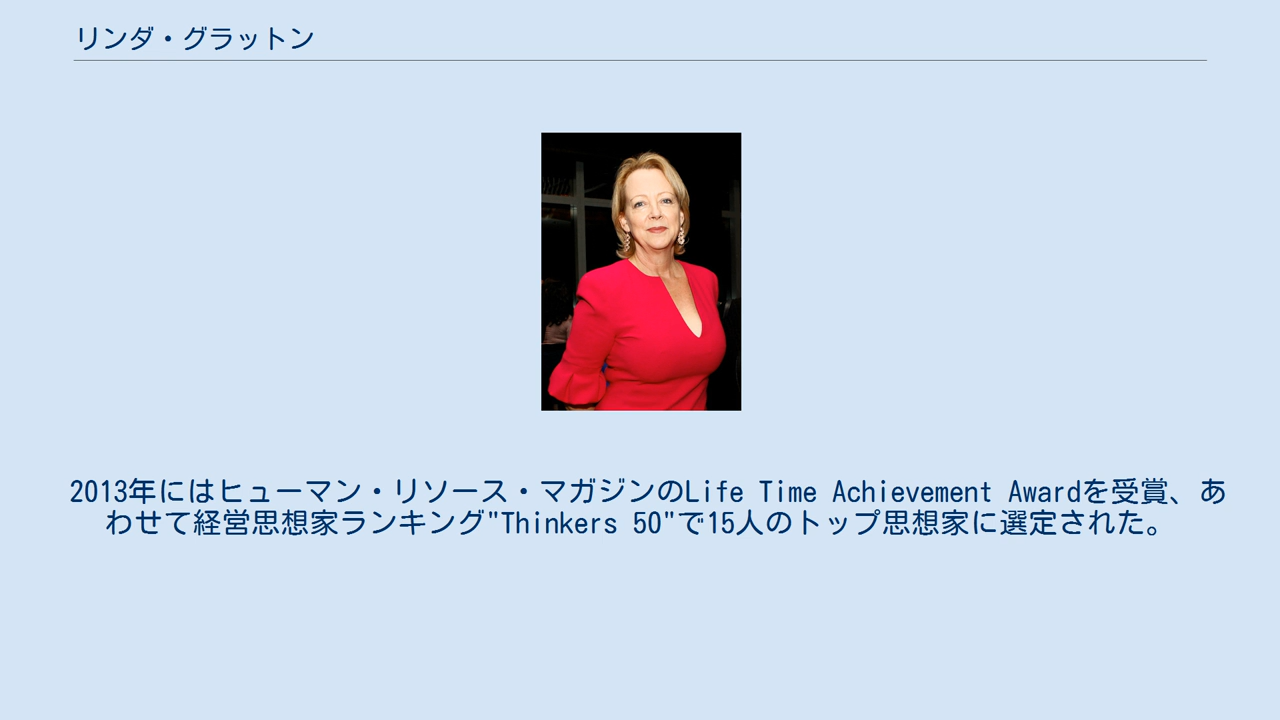 リンダ・グラットン
2013年にはヒューマン・リソース・マガジンのLife Time Achievement Awardを受賞、あ
わせて経営思想家ランキング"Thinkers 50"で15人のトップ思想家に選定された。